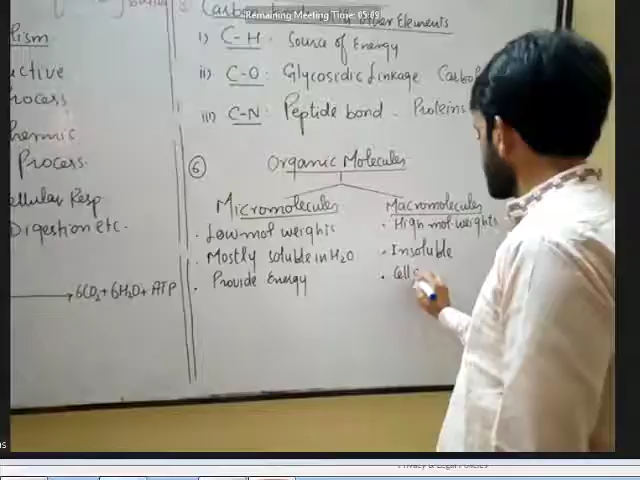 Remaining Meeting Time: 05:49
lism
uctive
rocess
hermic
Process.
ellular Resp
Digestion etc.
→ 6CO2 + 6H2O + ATP
other Elements
i) C-H : Source of Energy
ii) C-O : Glycosidic Linkage Carbo
iii) C-N : Peptide bond - Proteins
6 Organic Molecules
Micromolecules
. Low mol weights
. Mostly soluble in H2O
. Provide Energy
Macromolecules
. High mol weights
. Insoluble
. Cells
Privacy & Legal Policies